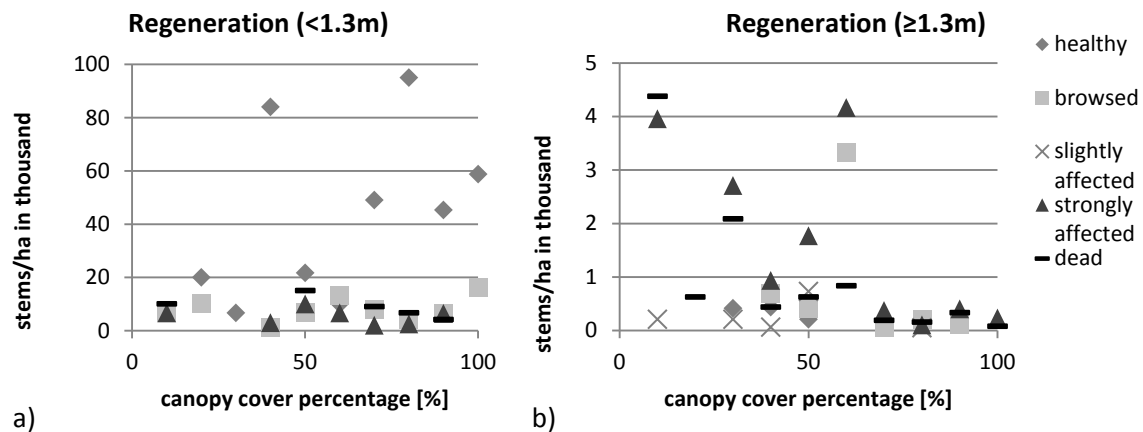 Regeneration (<1.3m)
100
80
60
40
20
0
0
50
100
stems/ha in thousand
canopy cover percentage [%]
a)
Regeneration (≥1.3m)
5
4
3
2
1
0
0
50
100
stems/ha in thousand
canopy cover percentage [%]
b)
healthy
browsed
slightly
affected
strongly
affected
dead